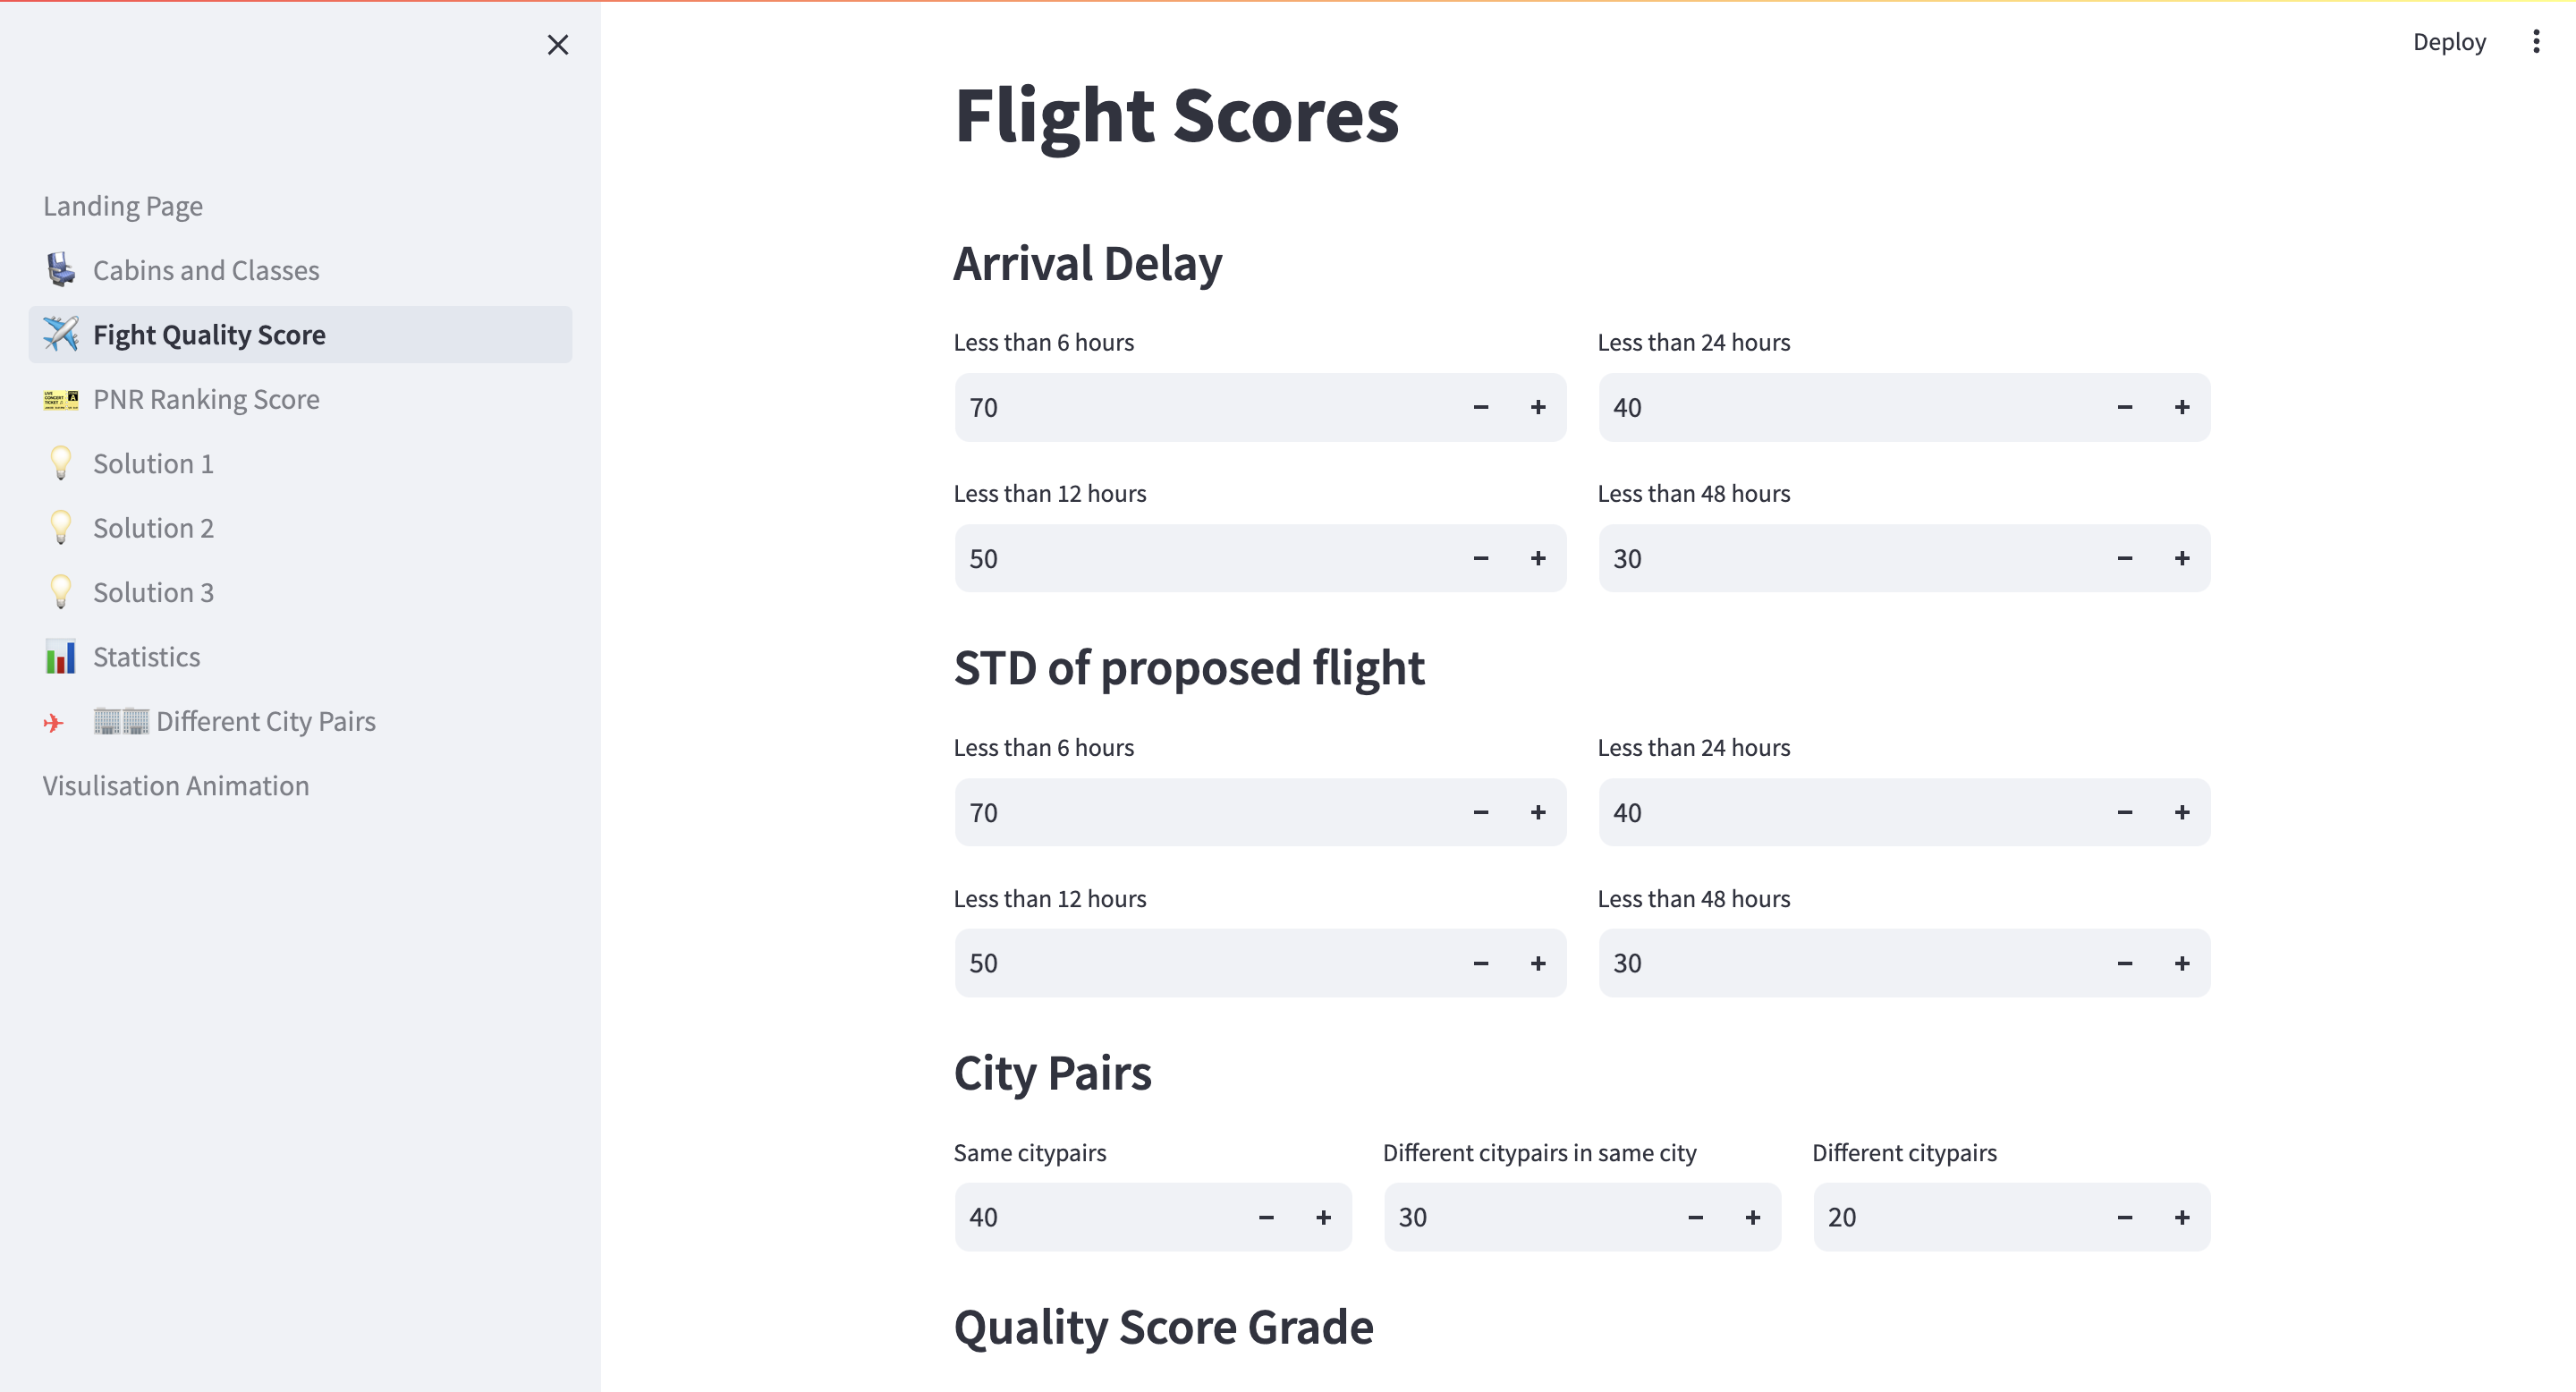 Deploy
Landing Page
Cabins and Classes
Fight Quality Score
PNR Ranking Score
Solution 1
Solution 2
Solution 3
Statistics
Different City Pairs
Visulisation Animation
Flight Scores
Arrival Delay
Less than 6 hours
Less than 24 hours
70
40
Less than 12 hours
Less than 48 hours
50
30
STD of proposed flight
Less than 6 hours
Less than 24 hours
70
40
Less than 12 hours
Less than 48 hours
50
30
City Pairs
Same citypairs
Different citypairs in same city
Different citypairs
40
30
20
Quality Score Grade